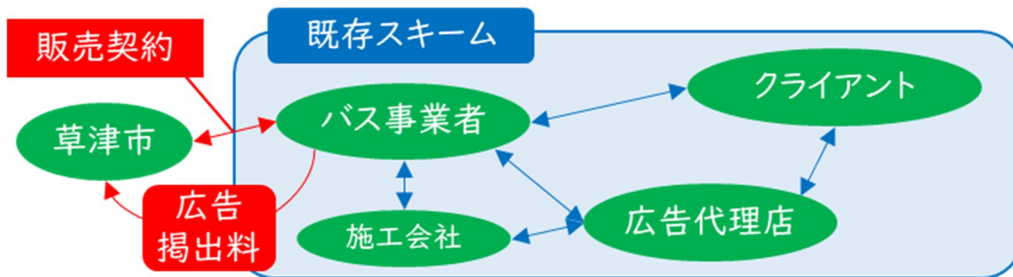 販売契約
既存スキーム
クライアント
バス事業者
草津市
広告
掲出料
施工会社
広告代理店